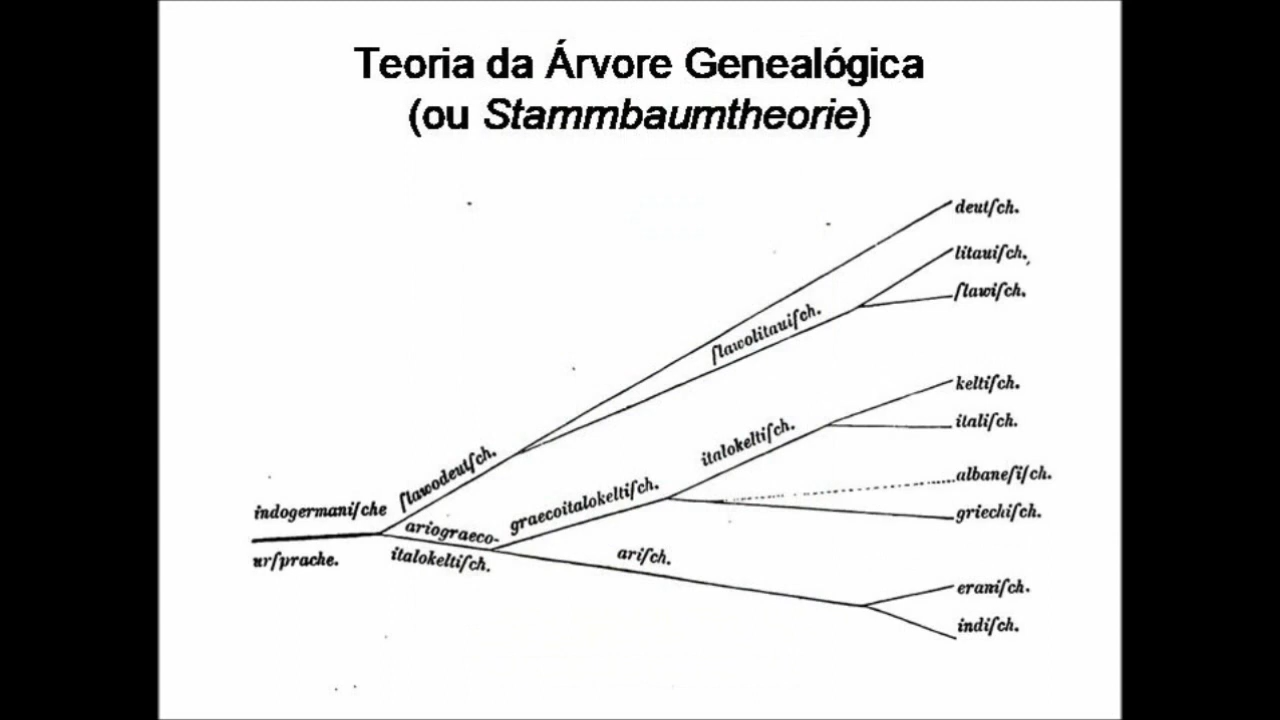 Teoria da Árvore Genealógica
(ou Stammbaumtheorie)
deutſch.
litauiſch.
ſlawiſch.
ſlawolitauiſch.
keltiſch.
italiſch.
italokeltiſch.
ſlawodeutſch.
albaneſiſch.
graecoitalokeltiſch.
griechiſch.
indogermaniſche
urſprache.
ariograeco-
italokeltiſch.
ariſch.
eraniſch.
indiſch.